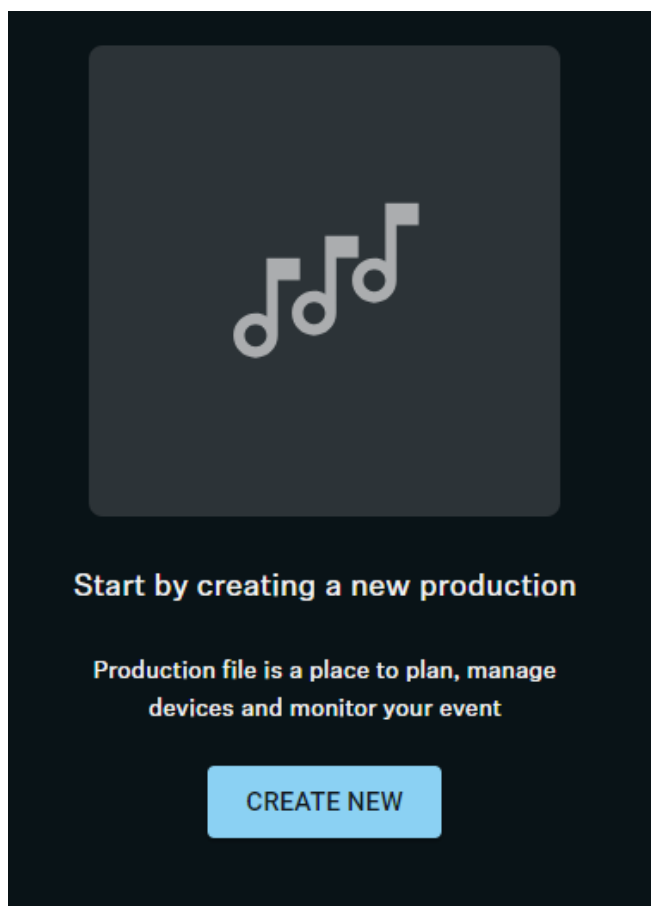 Start by creating a new production
Production file is a place to plan, manage
devices and monitor your event
CREATE NEW